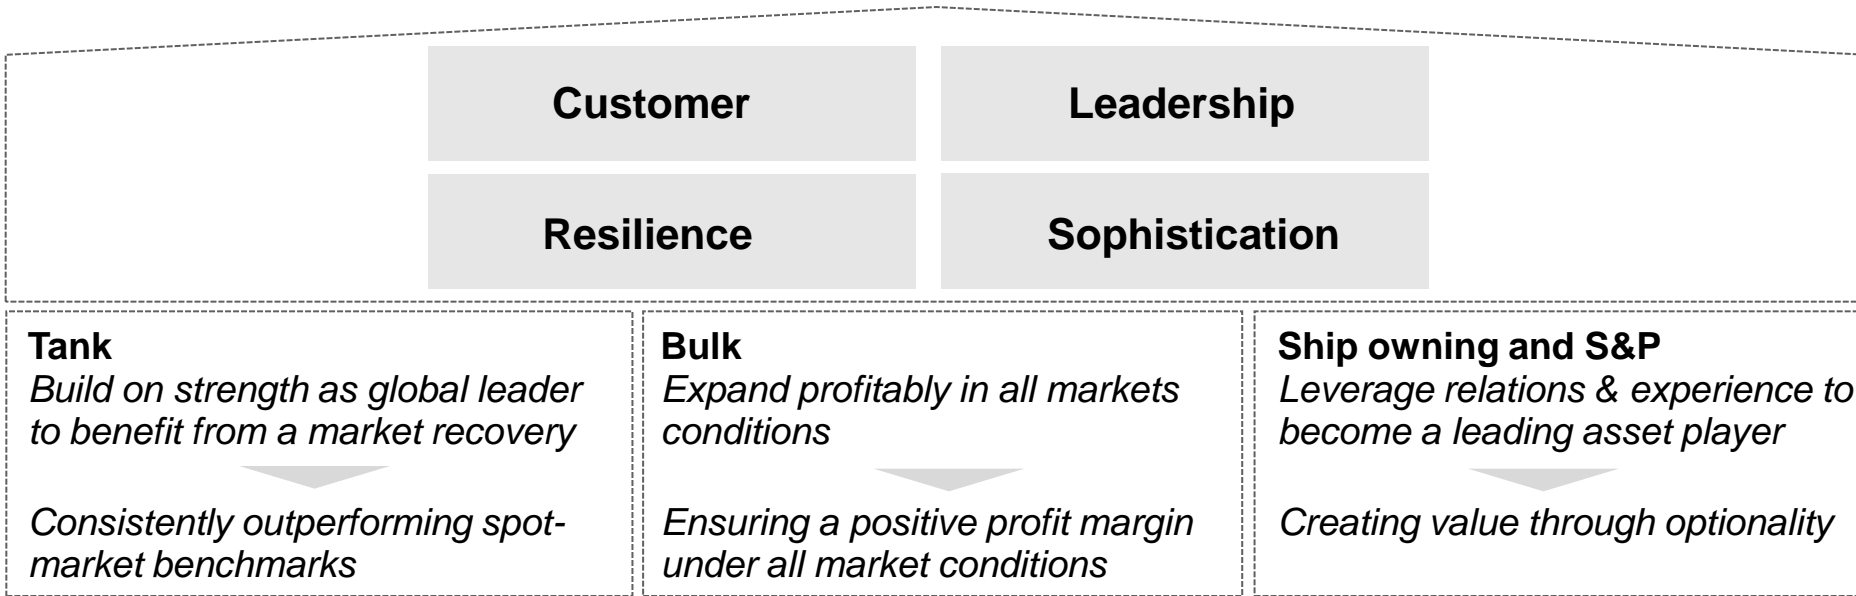 Customer
Leadership
Resilience
Sophistication
Tank
Build on strength as global leader
to benefit from a market recovery
Consistently outperforming spot-
market benchmarks
Bulk
Expand profitably in all markets
conditions
Ensuring a positive profit margin
under all market conditions
Ship owning and S&P
Leverage relations & experience to
become a leading asset player
Creating value through optionality